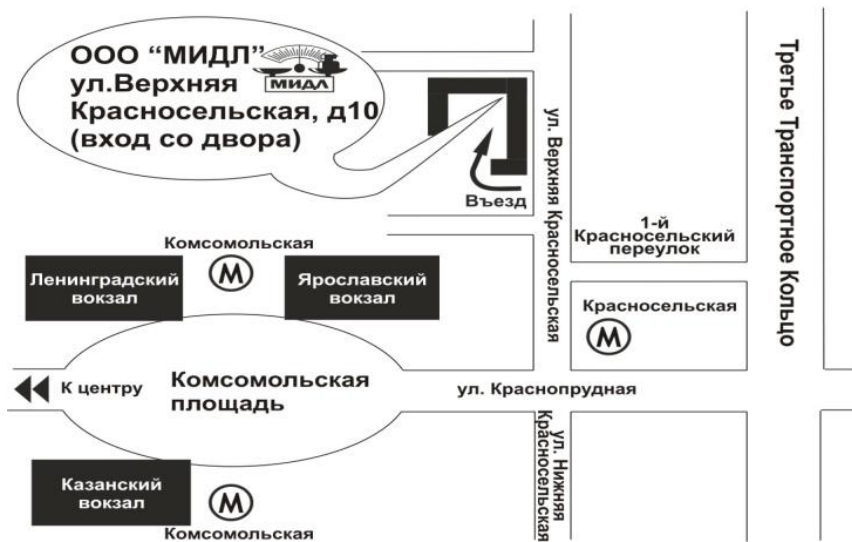 ООО “МИДЛ”
ул.Верхняя
Красносельская, д10
(вход со двора)
МИДЛ
Въезд
ул. Верхняя Красносельская
Третье Транспортное Кольцо
1-й
Красносельский
переулок
Комсомольская
М
Ленинградский
вокзал
Ярославский
вокзал
Красносельская
М
К центру
Комсомольская
площадь
ул. Краснопрудная
ул. Нижняя
Красносельская
Казанский
вокзал
М
Комсомольская